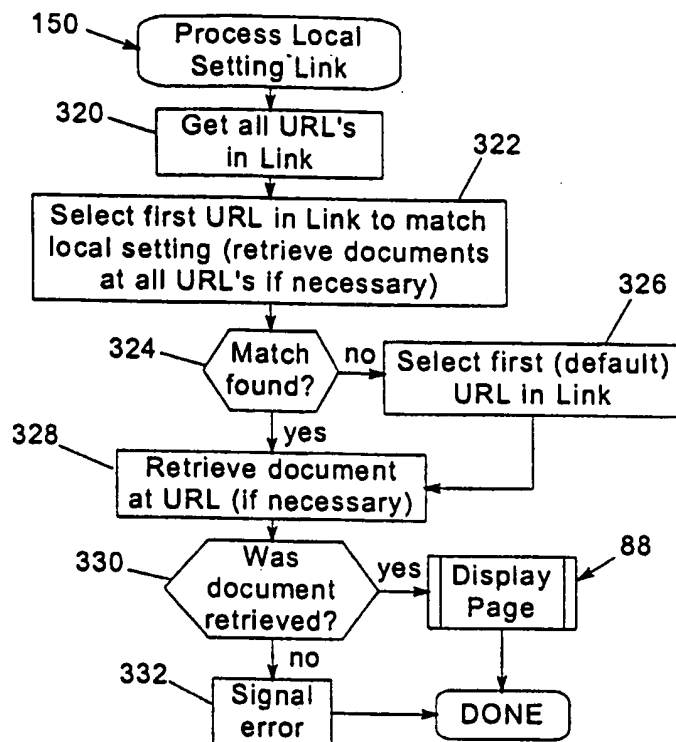 150
Process Local
Setting Link
320
Get all URL's
in Link
322
Select first URL in Link to match
local setting (retrieve documents
at all URL's if necessary)
324
Match
found?
no
326
Select first (default)
URL in Link
yes
328
Retrieve document
at URL (if necessary)
330
Was
document
retrieved?
yes
88
Display
Page
no
332
Signal
error
DONE